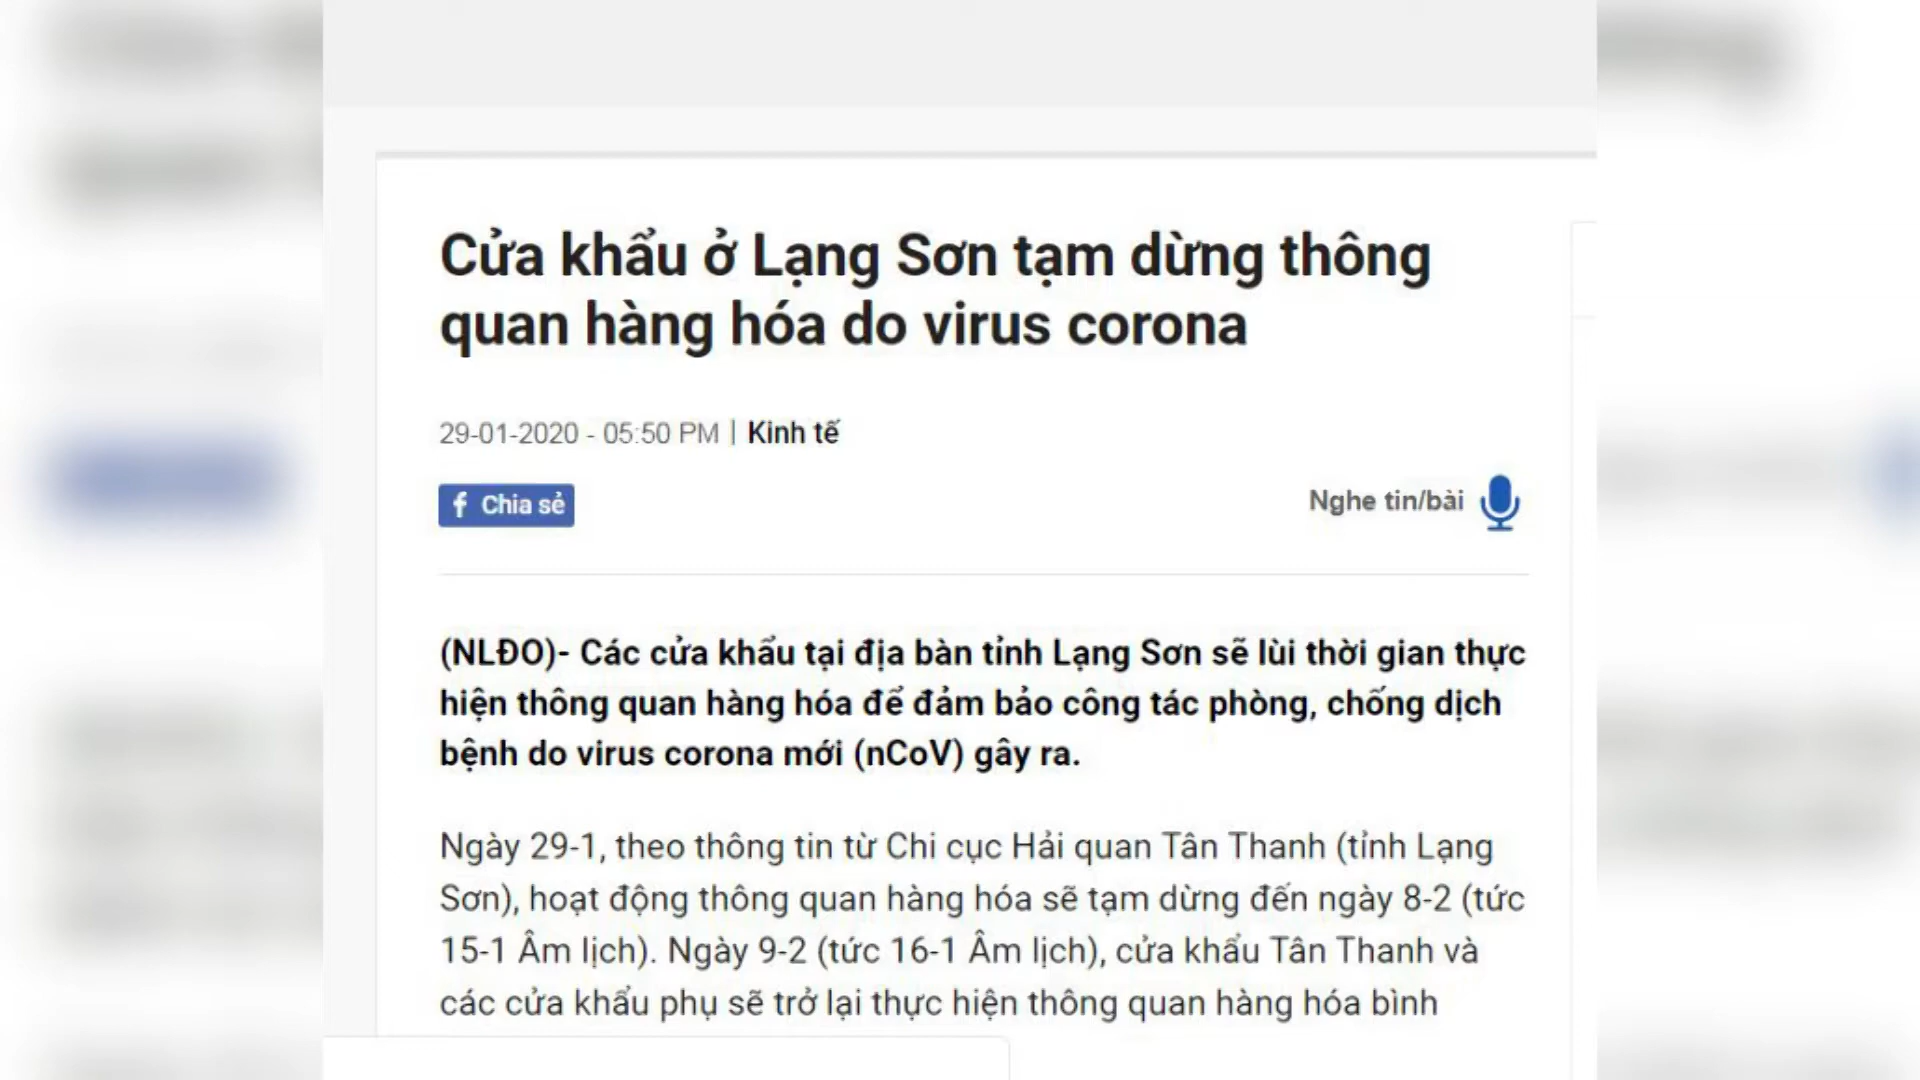 Cửa khẩu ở Lạng Sơn tạm dừng thông
quan hàng hóa do virus corona
29-01-2020 - 05:50 PM | Kinh tế
f Chia sẻ
Nghe tin/bài
(NLĐO)- Các cửa khẩu tại địa bàn tỉnh Lạng Sơn sẽ lùi thời gian thực
hiện thông quan hàng hóa để đảm bảo công tác phòng, chống dịch
bệnh do virus corona mới (nCoV) gây ra.
Ngày 29-1, theo thông tin từ Chi cục Hải quan Tân Thanh (tỉnh Lạng
Sơn), hoạt động thông quan hàng hóa sẽ tạm dừng đến ngày 8-2 (tức
15-1 Âm lịch). Ngày 9-2 (tức 16-1 Âm lịch), cửa khẩu Tân Thanh và
các cửa khẩu phụ sẽ trở lại thực hiện thông quan hàng hóa bình